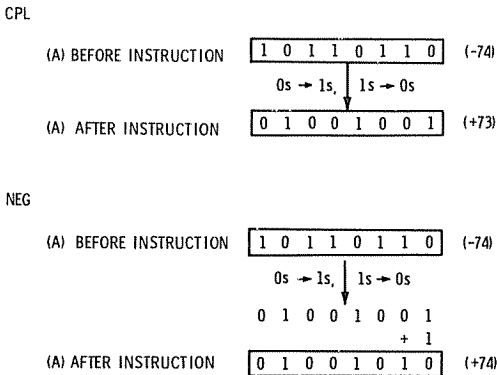 CPL
(A) BEFORE INSTRUCTION 1 0 1 1 0 1 1 0 (-74)
0s → 1s, 1s → 0s
(A) AFTER INSTRUCTION 0 1 0 0 1 0 0 1 (+73)
NEG
(A) BEFORE INSTRUCTION 1 0 1 1 0 1 1 0 (-74)
0s → 1s, 1s → 0s
0 1 0 0 1 0 0 1
+ 1
(A) AFTER INSTRUCTION 0 1 0 0 1 0 1 0 (+74)